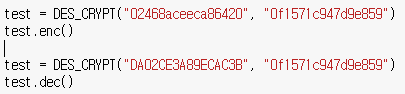 test = DES_CRYPT("02468aceeca86420", "0f1571c947d9e859")
test.enc()
test = DES_CRYPT("DA02CE3A89ECAC3B", "0f1571c947d9e859")
test.dec()